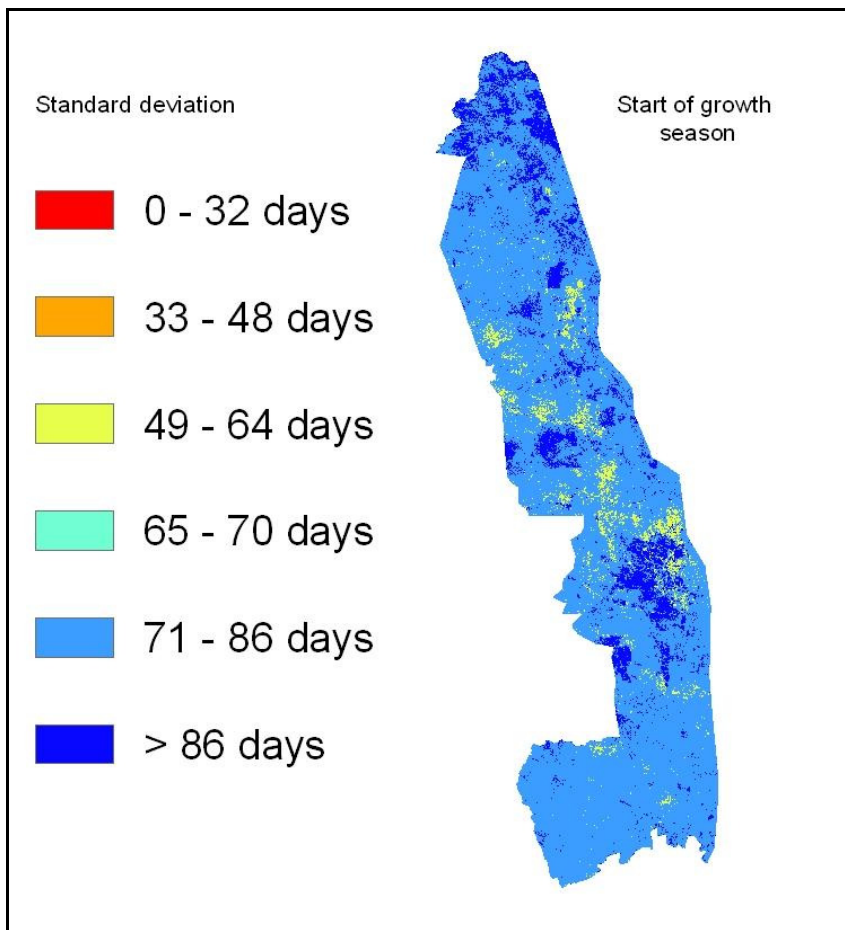 Standard deviation
Start of growth
season
0 - 32 days
33 - 48 days
49 - 64 days
65 - 70 days
71 - 86 days
> 86 days